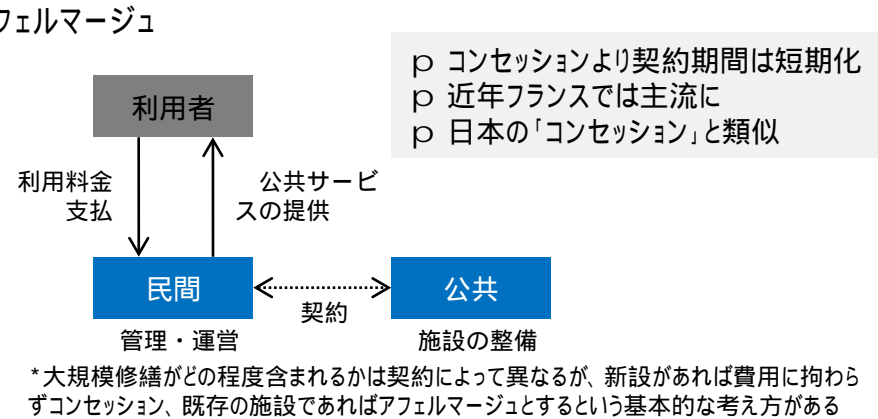 フェルマージュ
p コンセッションより契約期間は短期化
p 近年フランスでは主流に
p 日本の「コンセッション」と類似
利用者
利用料金
支払
公共サービ
スの提供
民間
契約
公共
管理・運営
施設の整備
*大規模修繕がどの程度含まれるかは契約によって異なるが、新設があれば費用に拘わら
ずコンセッション、既存の施設であればアフェルマージュとするという基本的な考え方がある